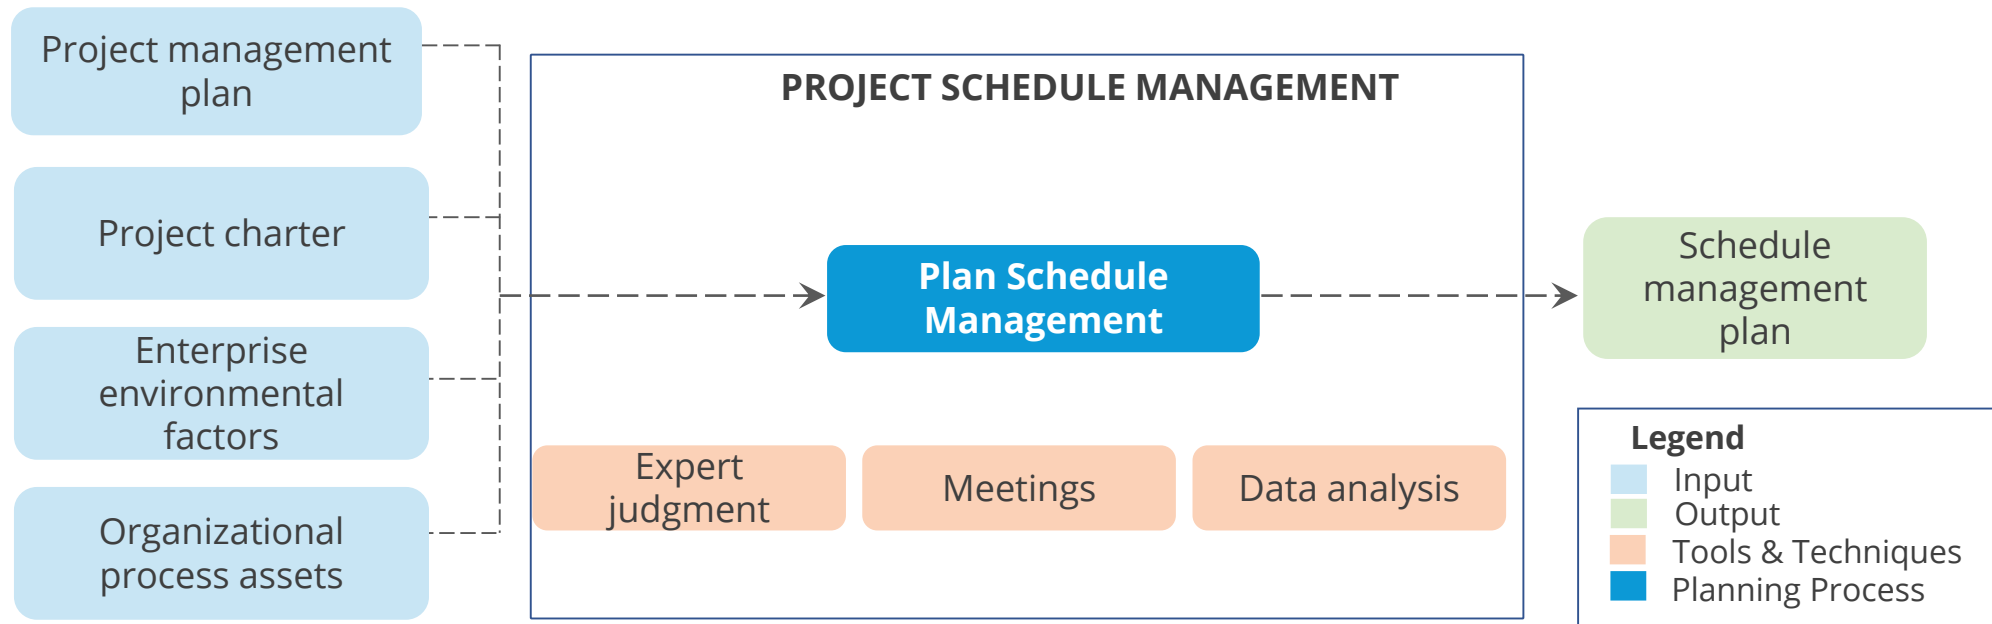 Project management
plan
Project charter
Enterprise
environmental
factors
Organizational
process assets
PROJECT SCHEDULE MANAGEMENT
Plan Schedule
Management
Expert
judgment
Meetings
Data analysis
Schedule
management
plan
Legend
Input
Output
Tools & Techniques
Planning Process